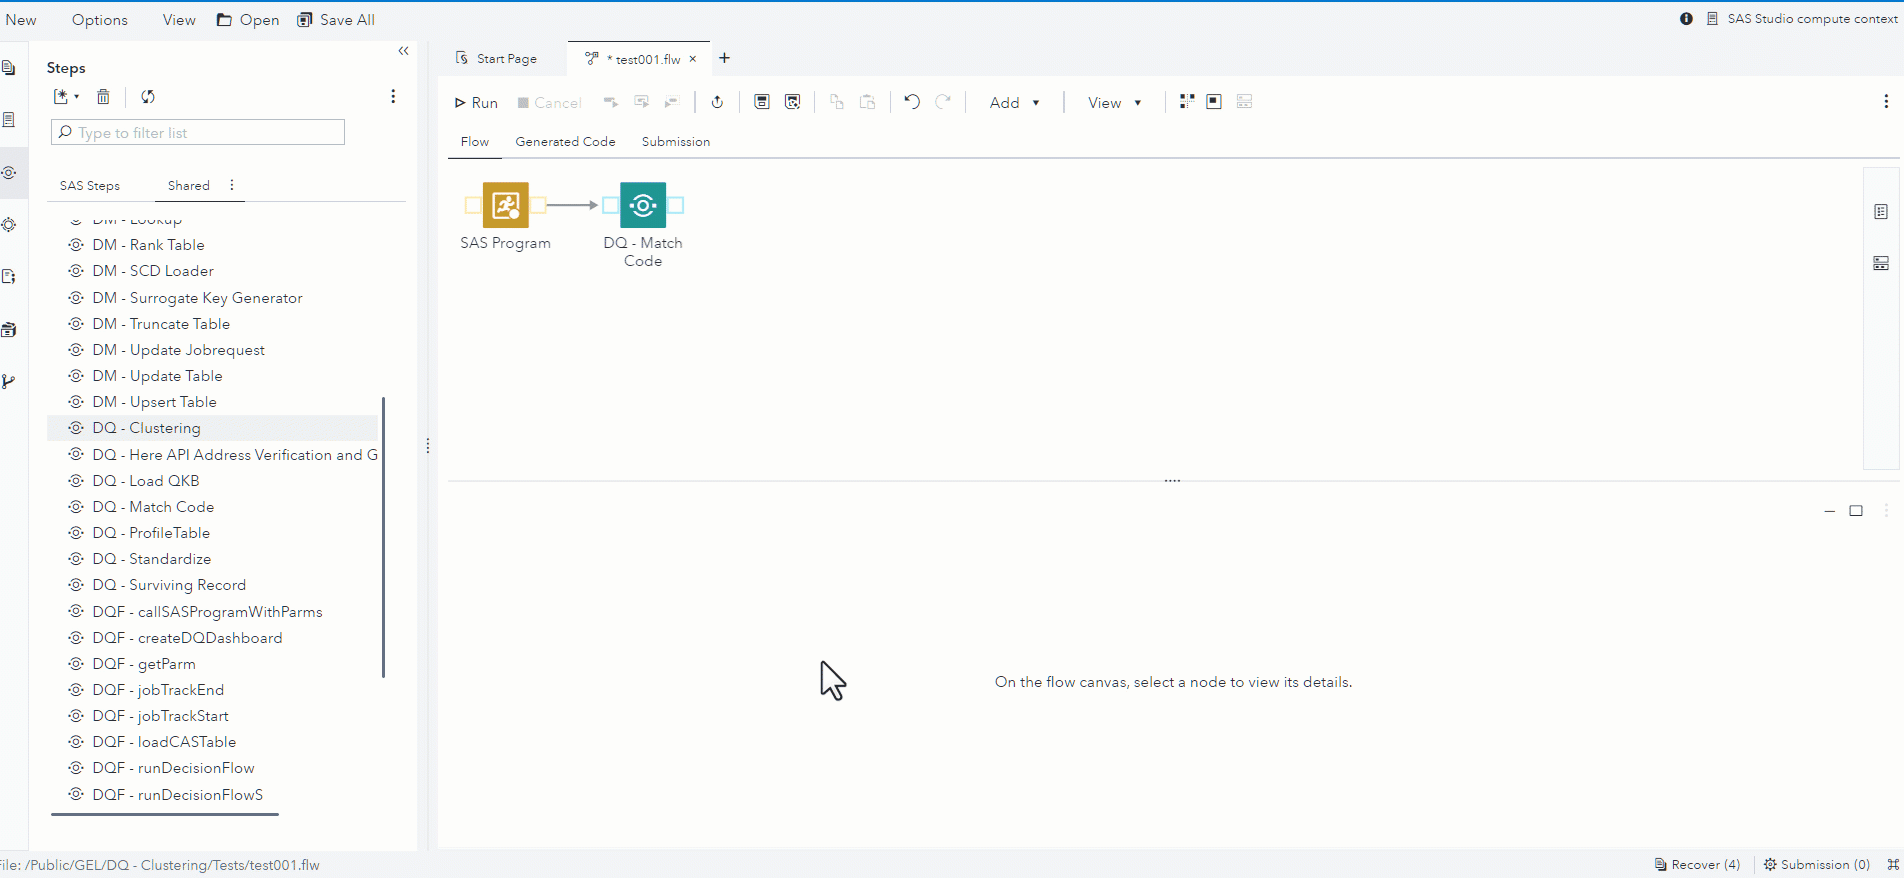 New Options View Open Save All
SAS Studio compute context
Steps
Type to filter list
SAS Steps Shared
DM - Lookup
DM - Rank Table
DM - SCD Loader
DM - Surrogate Key Generator
DM - Truncate Table
DM - Update Jobrequest
DM - Update Table
DM - Upsert Table
DQ - Clustering
DQ - Here API Address Verification and G
DQ - Load QKB
DQ - Match Code
DQ - ProfileTable
DQ - Standardize
DQ - Surviving Record
DQF - callSASProgramWithParms
DQF - createDQDashboard
DQF - getParm
DQF - jobTrackEnd
DQF - jobTrackStart
DQF - loadCASTable
DQF - runDecisionFlow
DQF - runDecisionFlowS
Start Page * test001.flw × +
Run Cancel Add View
Flow Generated Code Submission
SAS Program
DQ - Match
Code
On the flow canvas, select a node to view its details.
File: /Public/GEL/DQ - Clustering/Tests/test001.flw
Recover (4) Submission (0)